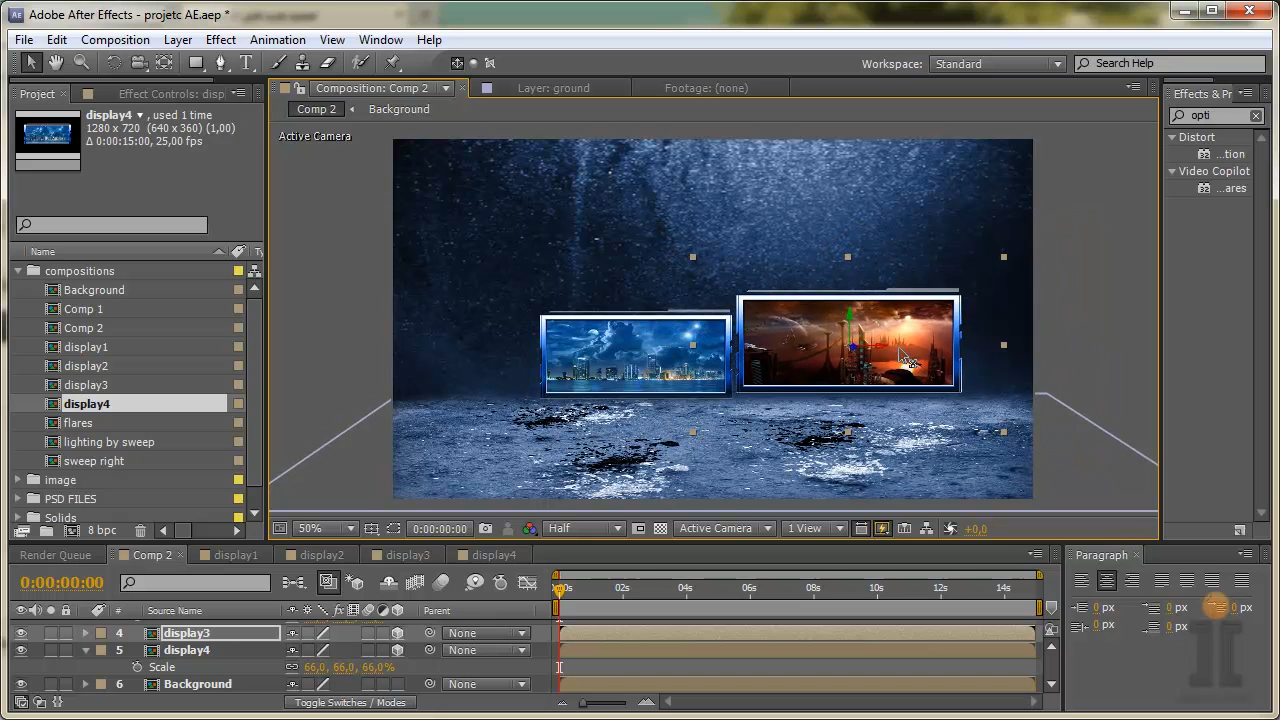 Adobe After Effects - projetc AE.aep *
File Edit Composition Layer Effect Animation View Window Help
Workspace: Standard Search Help
Project Effect Controls: disp Composition: Comp 2 Layer: ground Footage: (none) Effects & Pr
display4 , used 1 time
1280 x 720 (640 x 360) (1,00)
Δ 0:00:15:00, 25,00 fps
Comp 2 Background
opti
Active Camera
Distort
...tion
Video Copilot
...ares
Name Ty
compositions
Background
Comp 1
Comp 2
display1
display2
display3
display4
flares
lighting by sweep
sweep right
image
PSD FILES
Solids
8 bpc
50% 0:00:00:00 Half Active Camera 1 View +0,0
Render Queue Comp 2 display1 display2 display3 display4 Paragraph
0:00:00:00
00s 02s 04s 06s 08s 10s 12s 14s
# Source Name Parent
0 px 0 px 0 px
0 px 0 px
4 display3 None
5 display4 None
Scale 66,0, 66,0, 66,0%
6 Background None
Toggle Switches / Modes